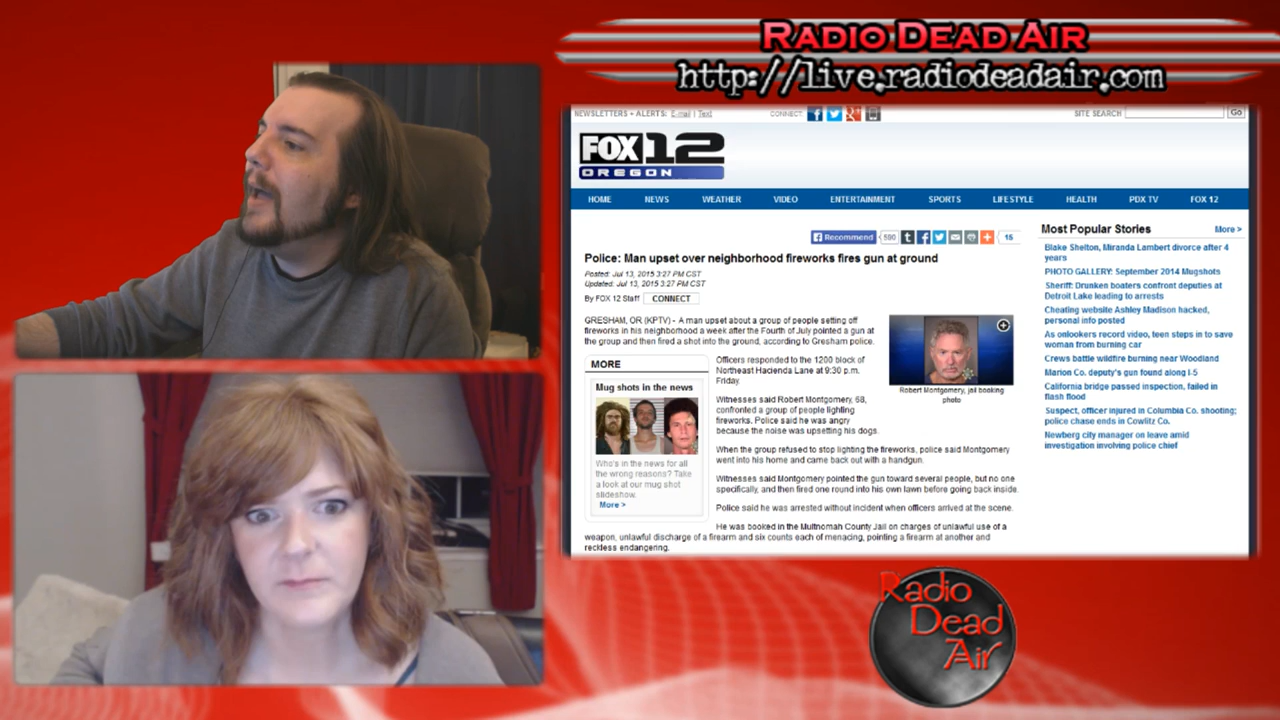 RADIO DEAD AIR
http://live.radiodeadair.com
NEWSLETTERS + ALERTS: E-mail | Text
CONNECT:
SITE SEARCH
Go
FOX 12
OREGON
HOME NEWS WEATHER VIDEO ENTERTAINMENT SPORTS LIFESTYLE HEALTH PDX TV FOX 12
Recommend 590
15
Police: Man upset over neighborhood fireworks fires gun at ground
Posted: Jul 13, 2015 3:27 PM CST
Updated: Jul 13, 2015 3:27 PM CST
By FOX 12 Staff CONNECT
GRESHAM, OR (KPTV) - A man upset about a group of people setting off
fireworks in his neighborhood a week after the Fourth of July pointed a gun at
the group and then fired a shot into the ground, according to Gresham police.
Robert Montgomery, jail booking
photo
MORE
Mug shots in the news
Who's in the news for all
the wrong reasons? Take
a look at our mug shot
slideshow.
More >
Officers responded to the 1200 block of
Northeast Hacienda Lane at 9:30 p.m.
Friday.
Witnesses said Robert Montgomery, 68,
confronted a group of people lighting
fireworks. Police said he was angry
because the noise was upsetting his dogs.
When the group refused to stop lighting the fireworks, police said Montgomery
went into his home and came back out with a handgun.
Witnesses said Montgomery pointed the gun toward several people, but no one
specifically, and then fired one round into his own lawn before going back inside.
Police said he was arrested without incident when officers arrived at the scene.
He was booked in the Multnomah County Jail on charges of unlawful use of a
weapon, unlawful discharge of a firearm and six counts each of menacing, pointing a firearm at another and
reckless endangering.
Most Popular Stories More >
Blake Shelton, Miranda Lambert divorce after 4
years
PHOTO GALLERY: September 2014 Mugshots
Sheriff: Drunken boaters confront deputies at
Detroit Lake leading to arrests
Cheating website Ashley Madison hacked,
personal info posted
As onlookers record video, teen steps in to save
woman from burning car
Crews battle wildfire burning near Woodland
Marion Co. deputy's gun found along I-5
California bridge passed inspection, failed in
flash flood
Suspect, officer injured in Columbia Co. shooting;
police chase ends in Cowlitz Co.
Newberg city manager on leave amid
investigation involving police chief
Radio
Dead
Air